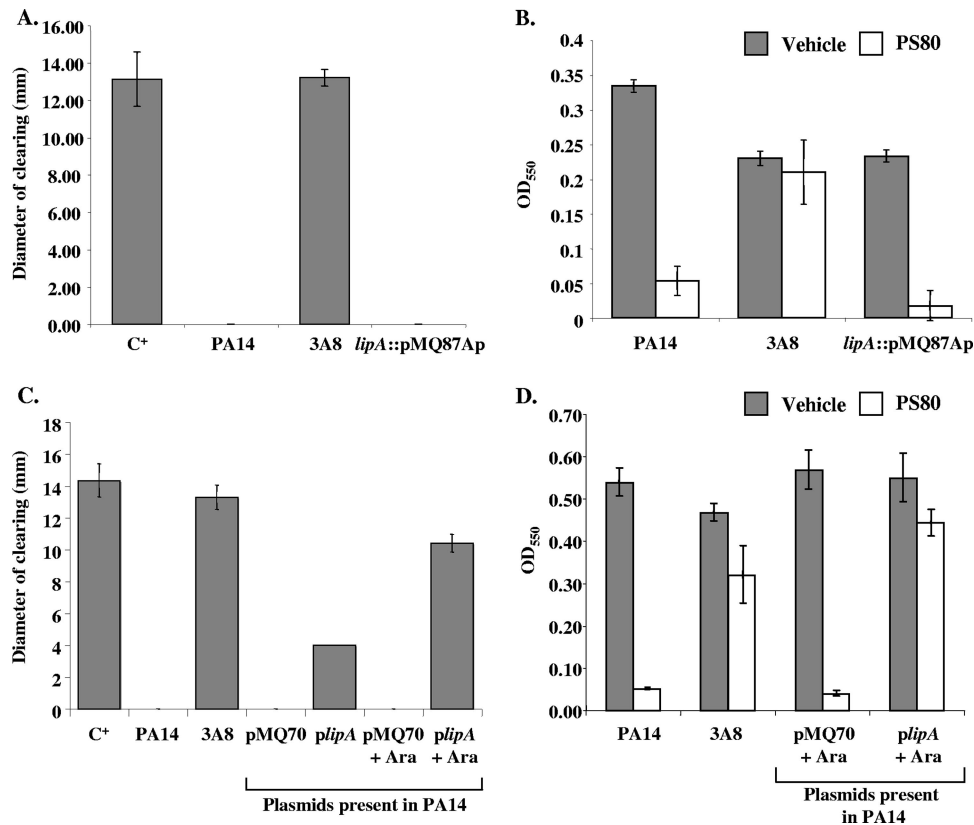 A.
16.00
14.00
12.00
10.00
8.00
6.00
4.00
2.00
0.00
Diameter of clearing (mm)
C⁺ PA14 3A8 lipA::pMQ87Ap
B.
Vehicle PS80
0.4
0.35
0.3
0.25
0.2
0.15
0.1
0.05
0
OD₅₅₀
PA14 3A8 lipA::pMQ87Ap
C.
18
16
14
12
10
8
6
4
2
0
Diameter of clearing (mm)
C⁺ PA14 3A8 pMQ70 plipA pMQ70 plipA
+ Ara + Ara
Plasmids present in PA14
D.
Vehicle PS80
0.70
0.60
0.50
0.40
0.30
0.20
0.10
0.00
OD₅₅₀
PA14 3A8 pMQ70 plipA
+ Ara + Ara
Plasmids present
in PA14